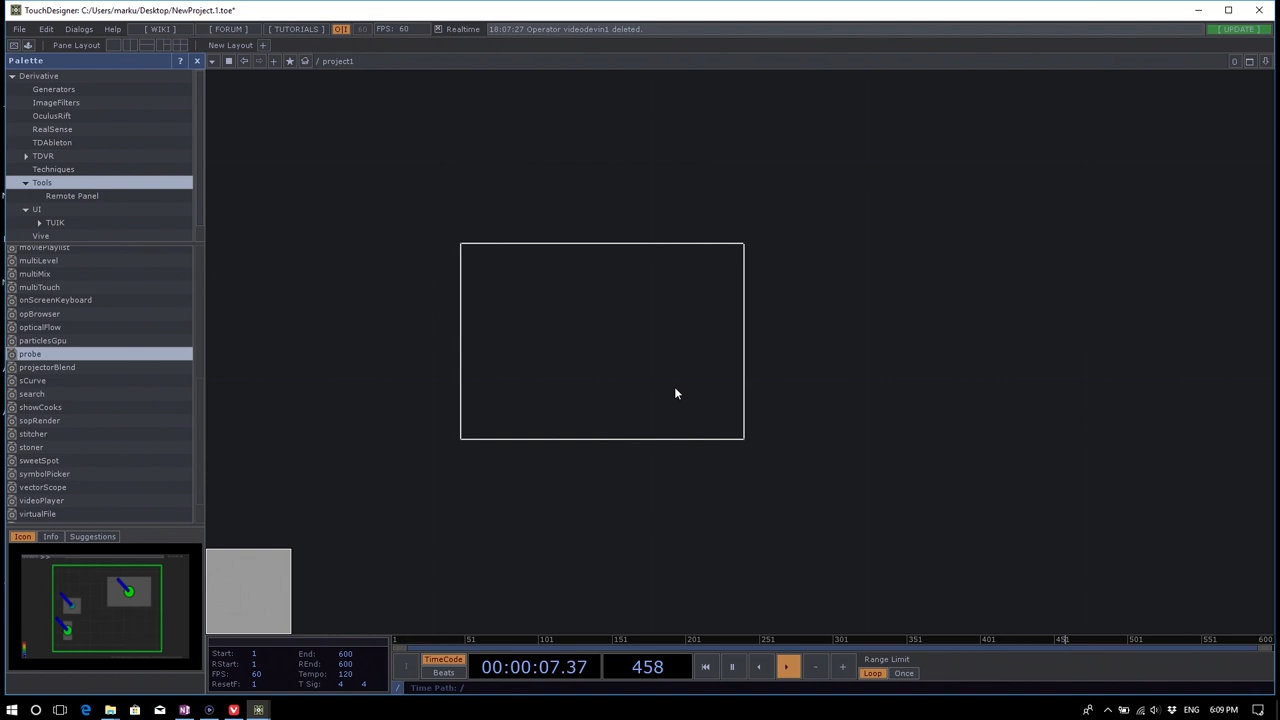 TouchDesigner: C:/Users/marku/Desktop/NewProject.1.toe*
File Edit Dialogs Help [ WIKI ] [ FORUM ] [ TUTORIALS ] O|I 60 FPS: 60 Realtime 18:07:27 Operator videodevin1 deleted. [ UPDATE ]
Pane Layout New Layout +
Palette ? x
/ project1 0
Derivative
Generators
ImageFilters
OculusRift
RealSense
TDAbleton
TDVR
Techniques
Tools
Remote Panel
UI
TUIK
Vive
moviePlaylist
multiLevel
multiMix
multiTouch
onScreenKeyboard
opBrowser
opticalFlow
particlesGpu
probe
projectorBlend
sCurve
search
showCooks
sopRender
stitcher
stoner
sweetSpot
symbolPicker
vectorScope
videoPlayer
virtualFile
Icon Info Suggestions
1 51 101 151 201 251 301 351 401 451 501 551 600
Start: 1 End: 600
RStart: 1 REnd: 600
FPS: 60 Tempo: 120
ResetF: 1 T Sig: 4 4
TimeCode
Beats
00:00:07.37 458
Range Limit
Loop Once
/ Time Path: /
ENG 6:09 PM